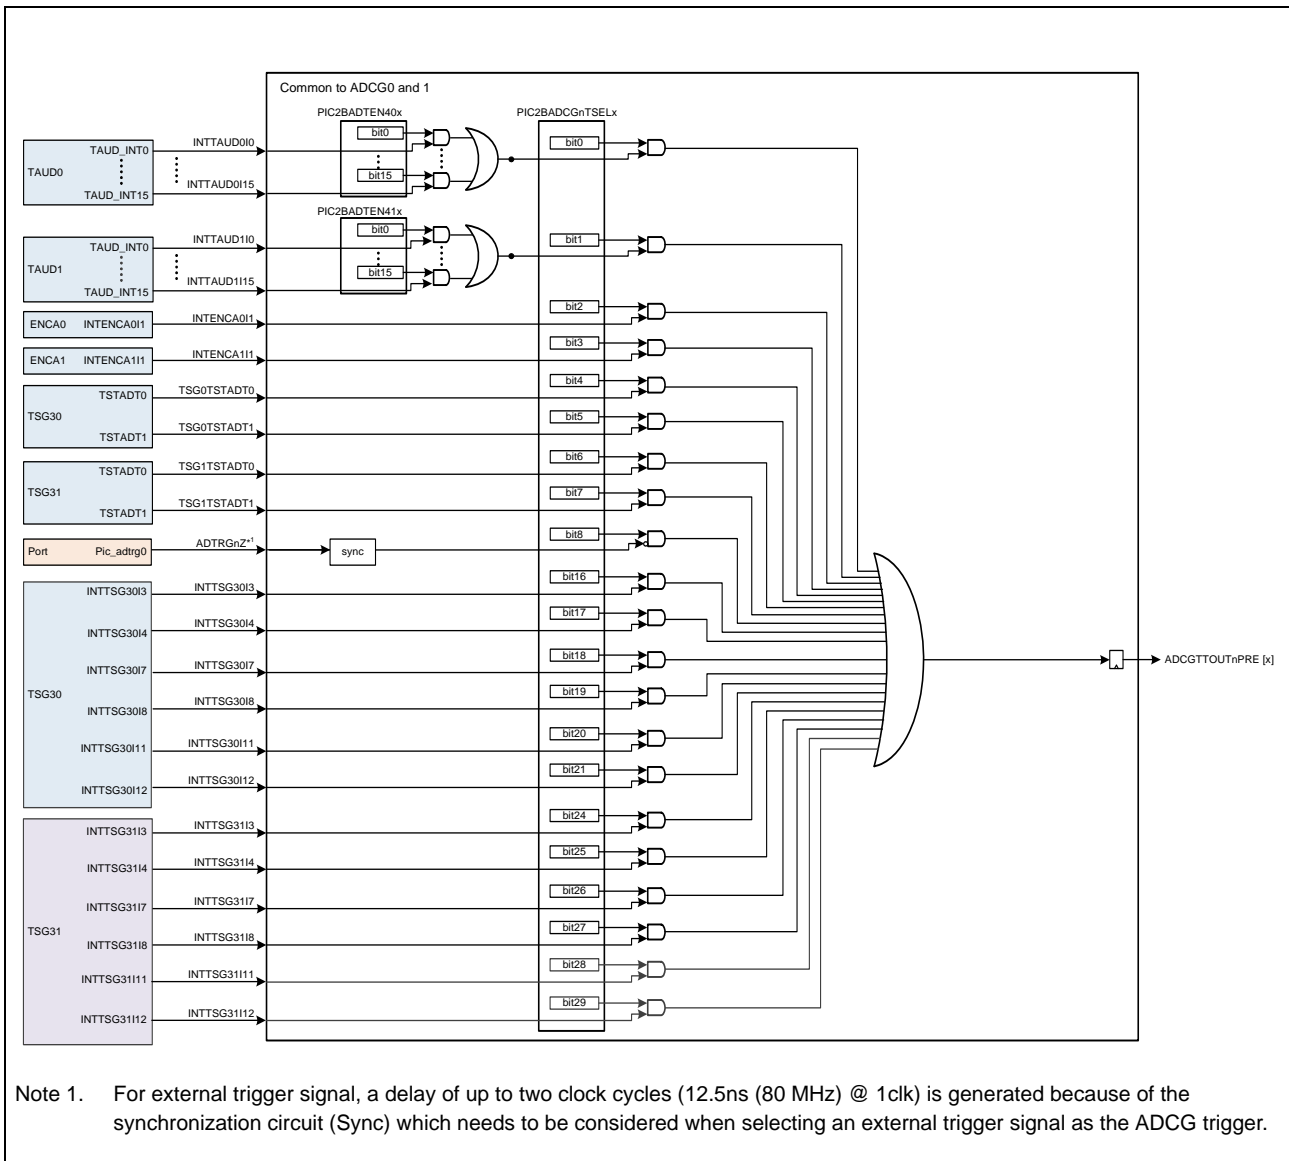 Common to ADCG0 and 1
PIC2BADTEN40x
PIC2BADCGnTSELx
TAUD0
TAUD_INT0
TAUD_INT15
INTTAUD0I0
INTTAUD0I15
bit0
bit15
bit0
PIC2BADTEN41x
TAUD1
TAUD_INT0
TAUD_INT15
INTTAUD1I0
INTTAUD1I15
bit0
bit15
bit1
ENCA0 INTENCA0I1
INTENCA0I1
bit2
ENCA1 INTENCA1I1
INTENCA1I1
bit3
TSG30
TSTADT0
TSTADT1
TSG0TSTADT0
bit4
TSG0TSTADT1
bit5
TSG31
TSTADT0
TSTADT1
TSG1TSTADT0
bit6
TSG1TSTADT1
bit7
Port Pic_adtrg0
ADTRGnZ*1
sync
bit8
TSG30
INTTSG30I3
INTTSG30I3
bit16
INTTSG30I4
INTTSG30I4
bit17
INTTSG30I7
INTTSG30I7
bit18
INTTSG30I8
INTTSG30I8
bit19
INTTSG30I11
INTTSG30I11
bit20
INTTSG30I12
INTTSG30I12
bit21
ADCGTTOUTnPRE [x]
TSG31
INTTSG31I3
INTTSG31I3
bit24
INTTSG31I4
INTTSG31I4
bit25
INTTSG31I7
INTTSG31I7
bit26
INTTSG31I8
INTTSG31I8
bit27
INTTSG31I11
INTTSG31I11
bit28
INTTSG31I12
INTTSG31I12
bit29
Note 1. For external trigger signal, a delay of up to two clock cycles (12.5ns (80 MHz) @ 1clk) is generated because of the
synchronization circuit (Sync) which needs to be considered when selecting an external trigger signal as the ADCG trigger.